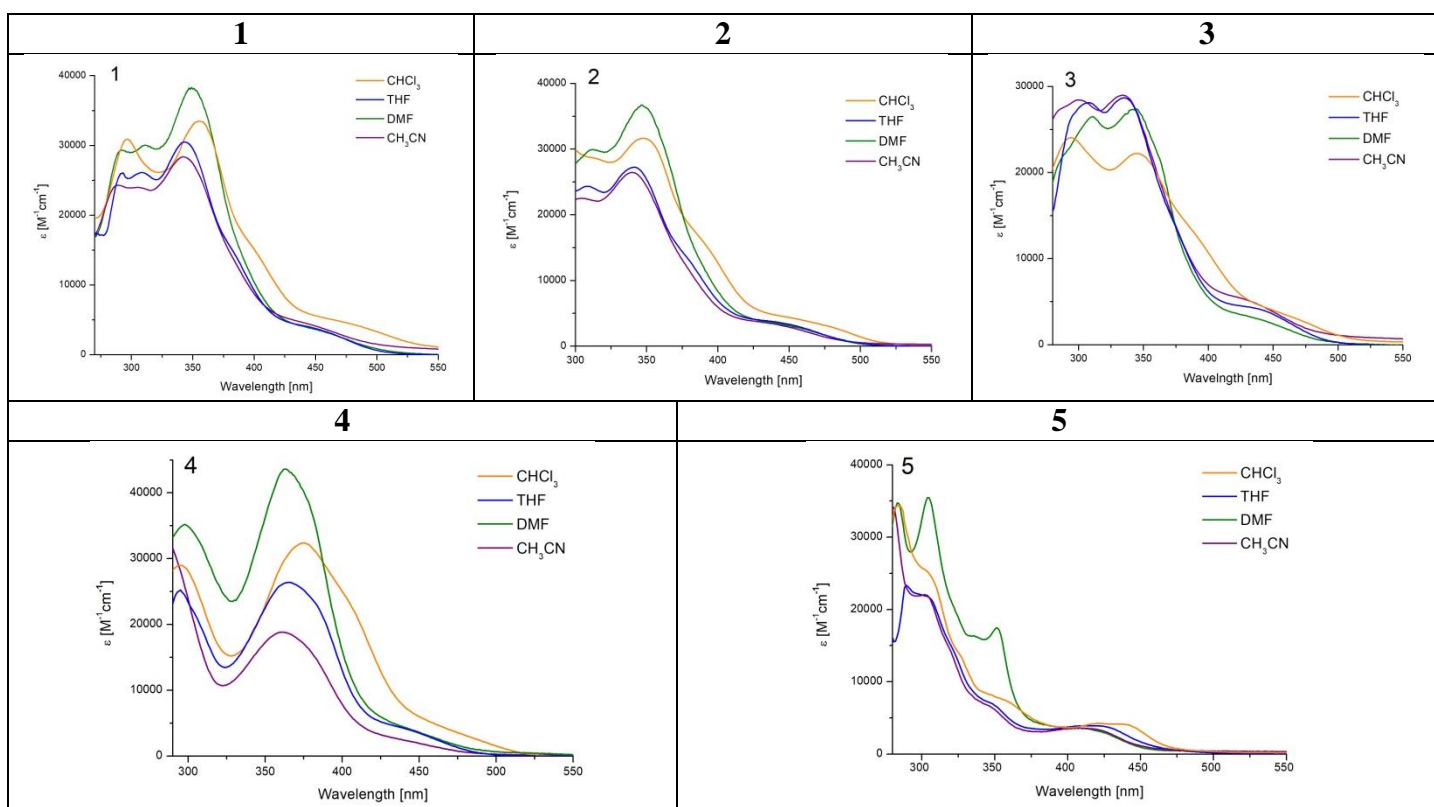 1
2
3
1
CHCl₃
THF
DMF
CH₃CN
40000
30000
20000
10000
0
ε [M⁻¹cm⁻¹]
300
350
400
450
500
550
Wavelength [nm]
2
CHCl₃
THF
DMF
CH₃CN
40000
30000
20000
10000
0
ε [M⁻¹cm⁻¹]
300
350
400
450
500
550
Wavelength [nm]
3
CHCl₃
THF
DMF
CH₃CN
30000
20000
10000
0
ε [M⁻¹cm⁻¹]
300
350
400
450
500
550
Wavelngth [nm]
4
5
4
CHCl₃
THF
DMF
CH₃CN
40000
30000
20000
10000
0
ε [M⁻¹cm⁻¹]
300
350
400
450
500
550
Wavelength [nm]
5
CHCl₃
THF
DMF
CH₃CN
40000
30000
20000
10000
0
ε [M⁻¹cm⁻¹]
300
350
400
450
500
550
Wavelength [nm]